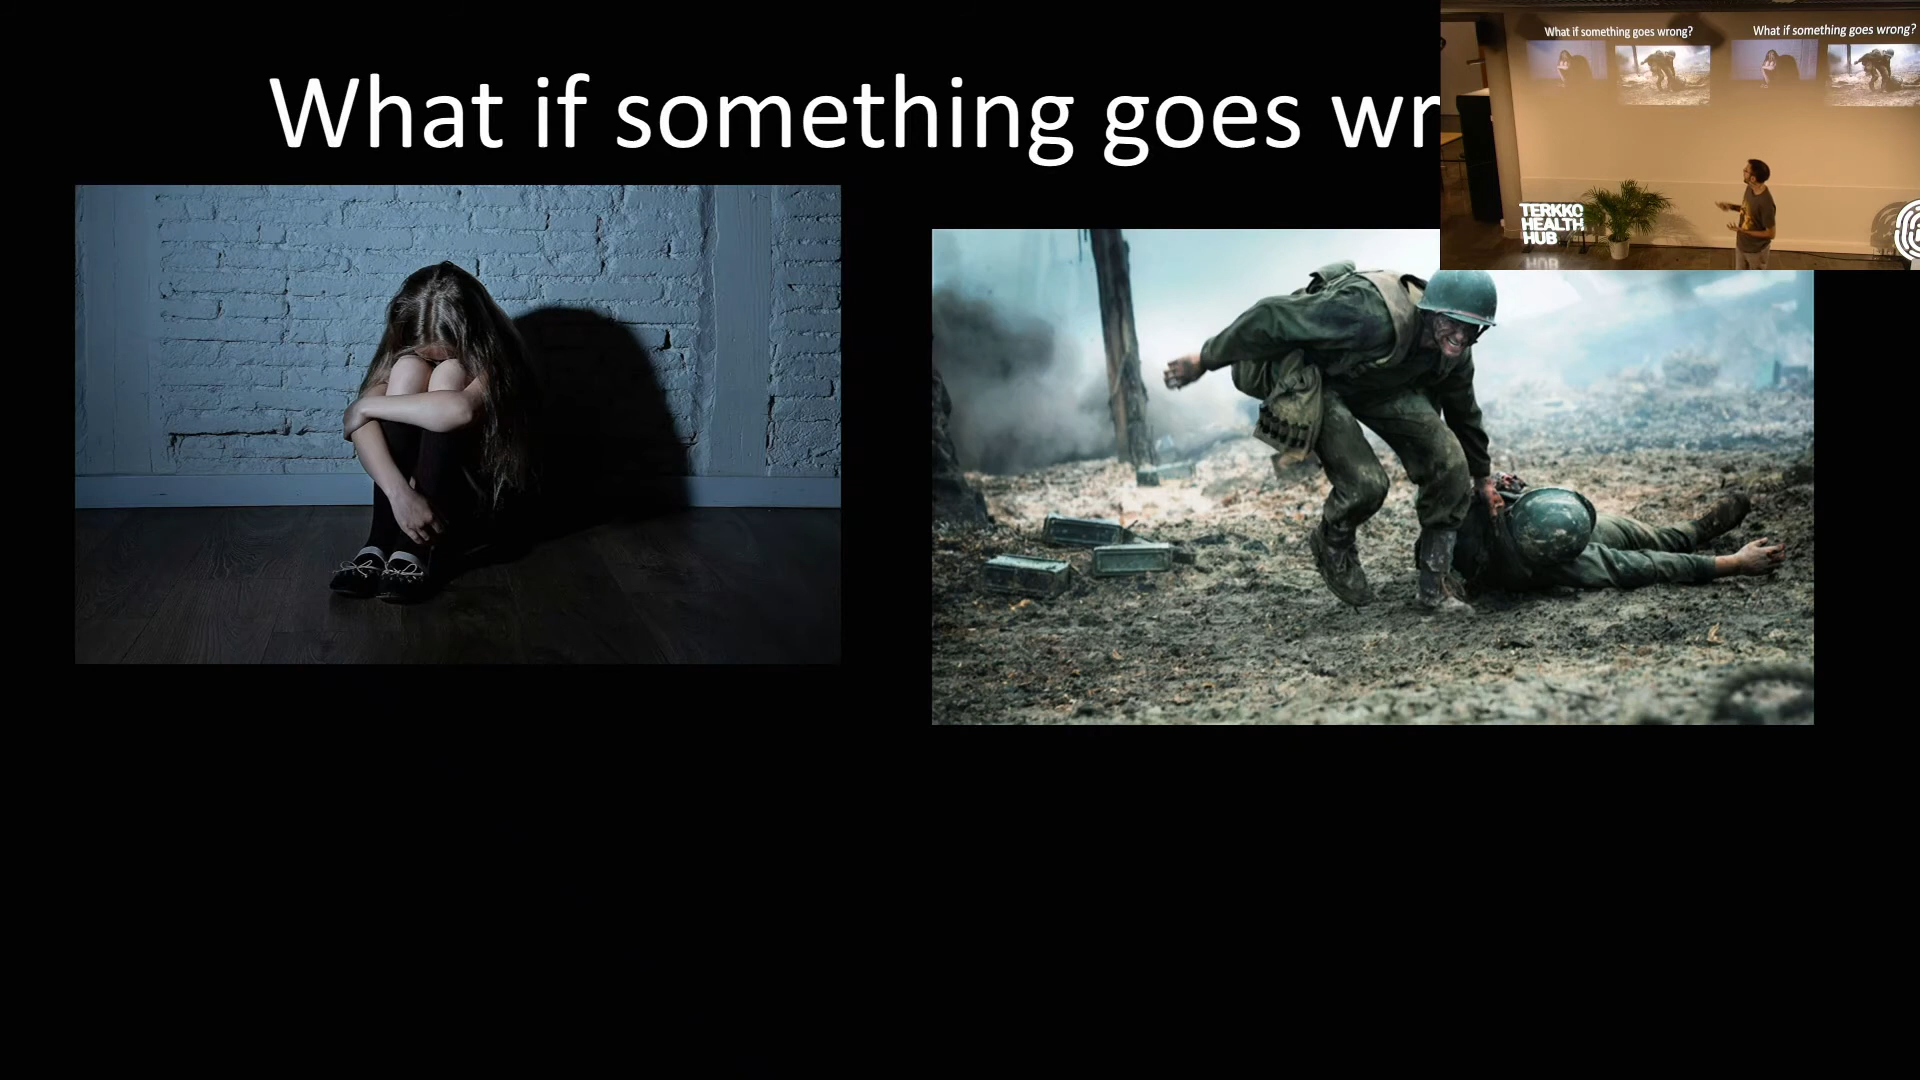 What if something goes wr
What if something goes wrong?
What if something goes wrong?
TERKKO
HEALTH
HUB